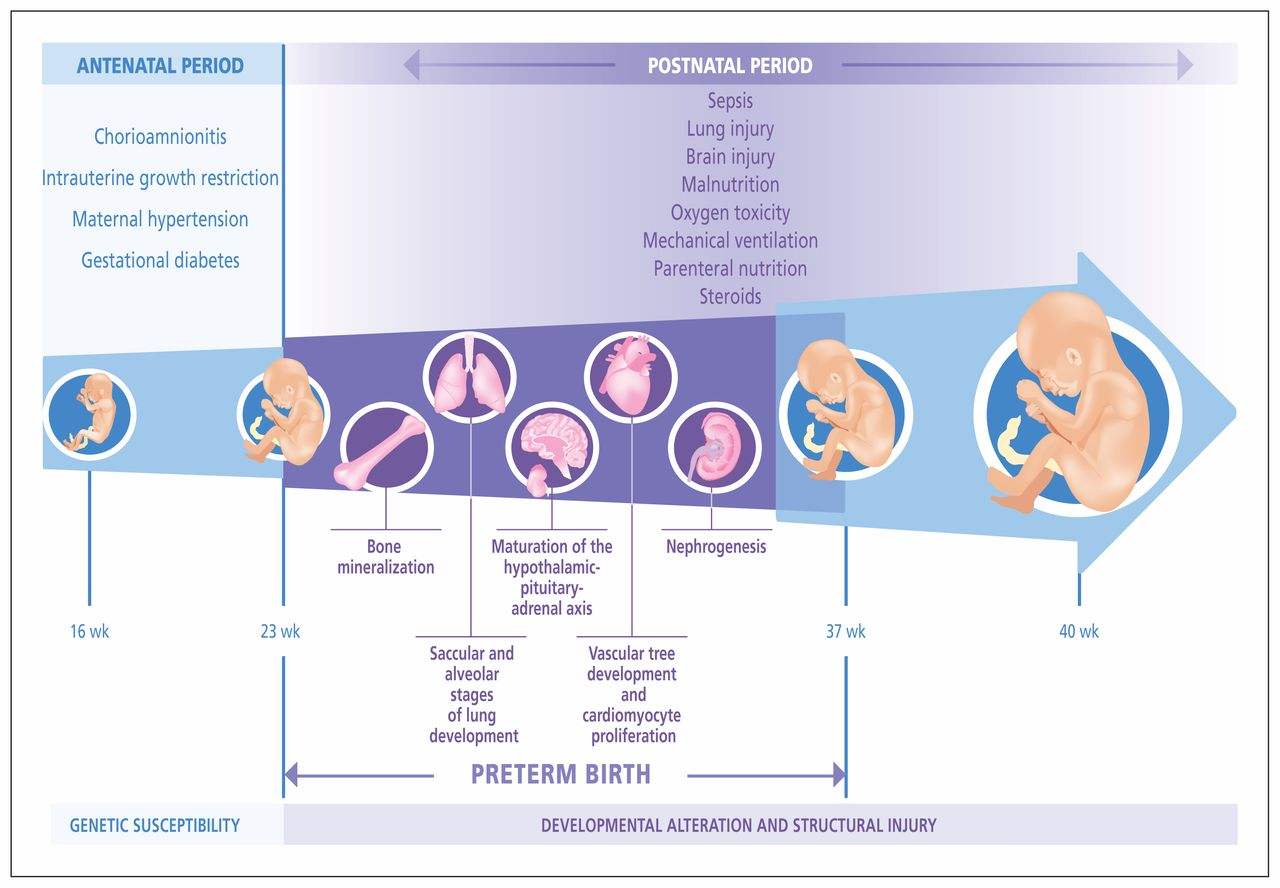 ANTENATAL PERIOD
POSTNATAL PERIOD
Chorioamnionitis
Intrauterine growth restriction
Maternal hypertension
Gestational diabetes
Sepsis
Lung injury
Brain injury
Malnutrition
Oxygen toxicity
Mechanical ventilation
Parenteral nutrition
Steroids
Bone
mineralization
Maturation of the
hypothalamic-
pituitary-
adrenal axis
Nephrogenesis
16 wk
23 wk
37 wk
40 wk
Saccular and
alveolar
stages
of lung
development
Vascular tree
development
and
cardiomyocyte
proliferation
PRETERM BIRTH
GENETIC SUSCEPTIBILITY
DEVELOPMENTAL ALTERATION AND STRUCTURAL INJURY